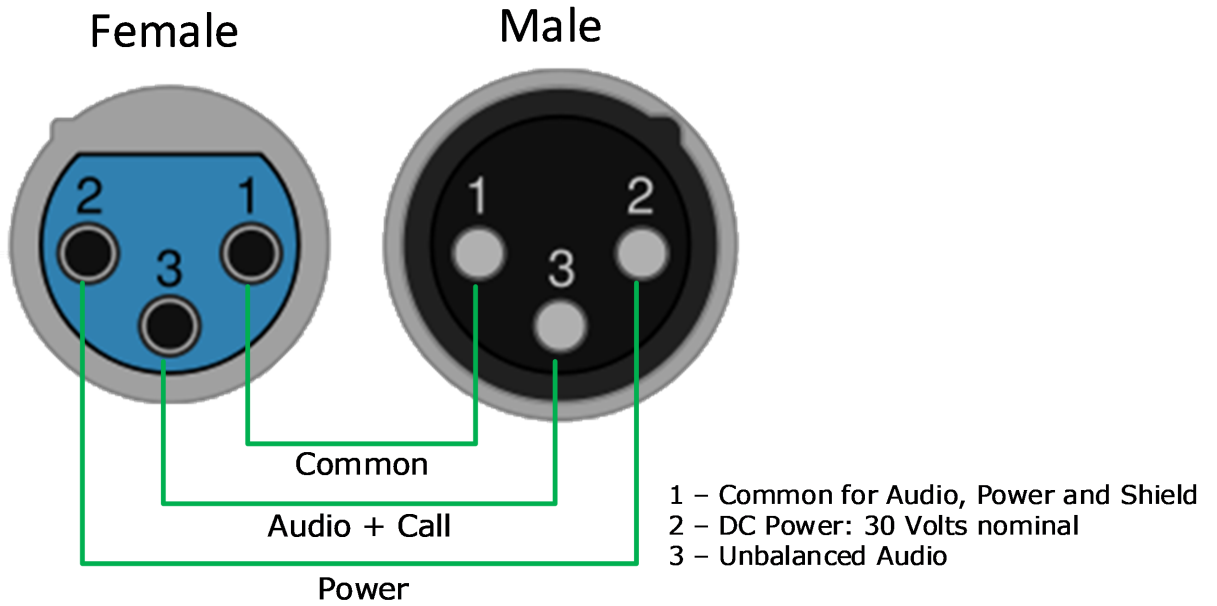 Female
Male
2 1
3
1 2
3
Common
Audio + Call
Power
1 – Common for Audio, Power and Shield
2 – DC Power: 30 Volts nominal
3 – Unbalanced Audio